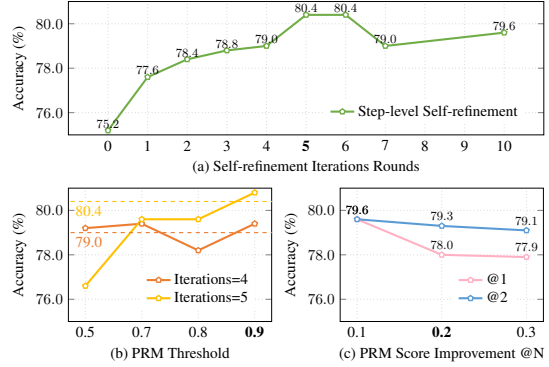 80.4 80.4
79.6
79.0
79.0
78.8
78.4
77.6
75.2
80.0
78.0
76.0
Accuracy (%)
Step-level Self-refinement
0 1 2 3 4 5 6 7 8 9 10
(a) Self-refinement Iterations Rounds
80.0
78.0
76.0
Accuracy (%)
80.4
79.0
Iterations=4
Iterations=5
0.5 0.7 0.8 0.9
(b) PRM Threshold
80.0
78.0
76.0
Accuracy (%)
79.6
79.3
79.1
78.0
77.9
@1
@2
0.1 0.2 0.3
(c) PRM Score Improvement @N